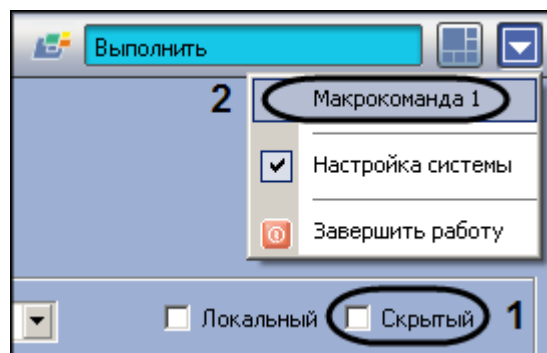 Выполнить
2 Макрокоманда 1
Настройка системы
Завершить работу
Локальный Скрытый 1